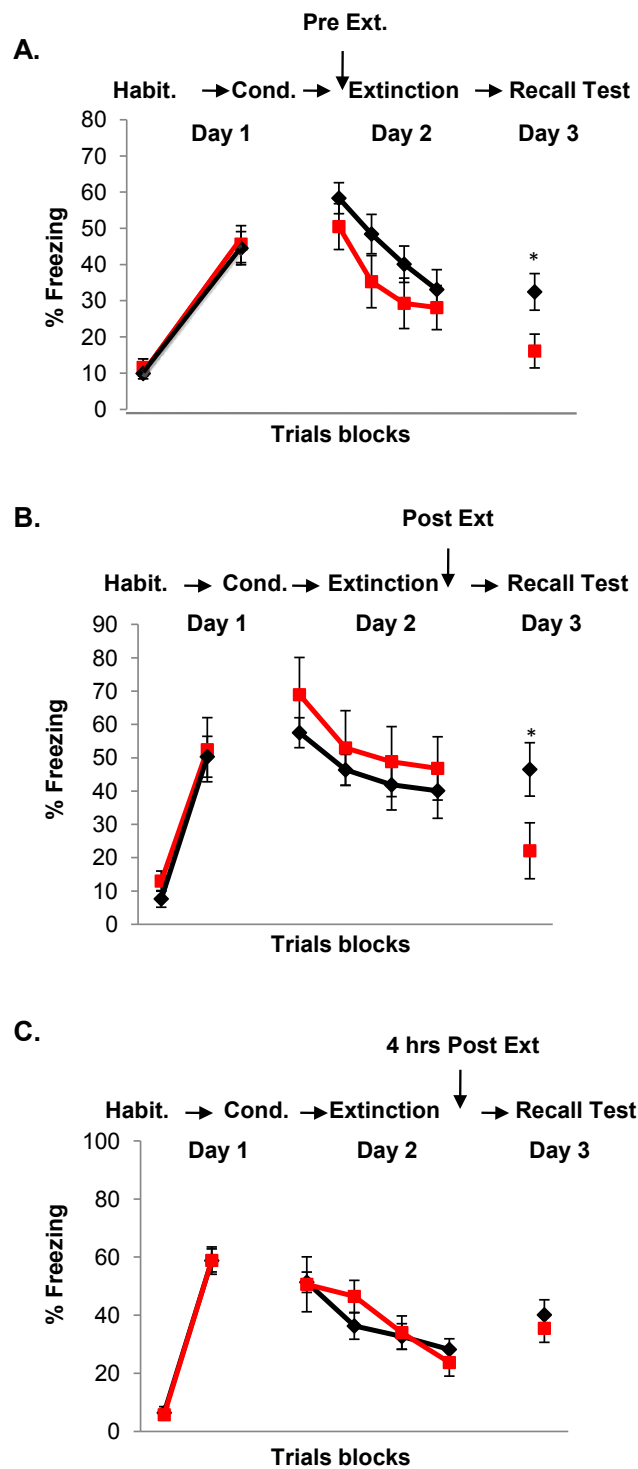 Pre Ext.
A.
Habit. → Cond. → Extinction → Recall Test
Day 1 Day 2 Day 3
80
70
60
50
40
30
20
10
0
% Freezing
*
Trials blocks
B.
Post Ext
Habit. → Cond. → Extinction → Recall Test
Day 1 Day 2 Day 3
90
80
70
60
50
40
30
20
10
0
% Freezing
*
Trials blocks
C.
4 hrs Post Ext
Habit. → Cond. → Extinction → Recall Test
Day 1 Day 2 Day 3
100
80
60
40
20
0
% Freezing
Trials blocks